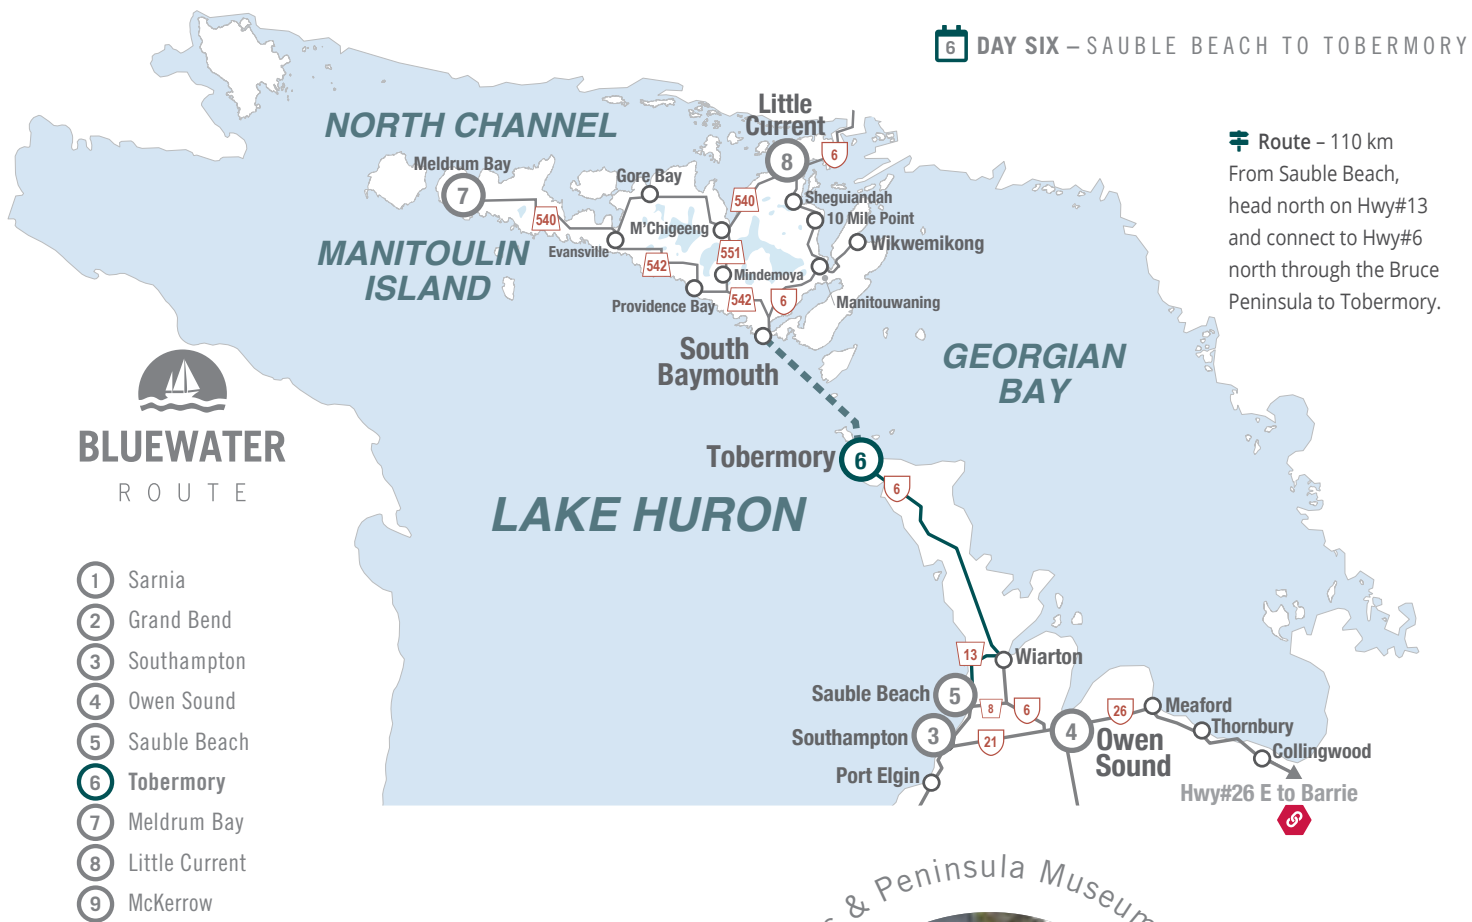 6 DAY SIX – SAUBLE BEACH TO TOBERMORY
Route – 110 km
From Sauble Beach,
head north on Hwy#13
and connect to Hwy#6
north through the Bruce
Peninsula to Tobermory.
NORTH CHANNEL
Little
Current
8
6
Meldrum Bay
7
Gore Bay
540
540
Sheguiandah
10 Mile Point
M'Chigeeng
Wikwemikong
MANITOULIN
ISLAND
Evansville
551
542
Mindemoya
Providence Bay
542
6
Manitouwaning
South
Baymouth
GEORGIAN
BAY
BLUEWATER
ROUTE
Tobermory
6
6
LAKE HURON
1 Sarnia
2 Grand Bend
3 Southampton
4 Owen Sound
5 Sauble Beach
6 Tobermory
7 Meldrum Bay
8 Little Current
9 McKerrow
13
Wiarton
Sauble Beach
5
8
6
26
Meaford
Southampton
3
21
4
Owen
Sound
Thornbury
Collingwood
Port Elgin
Hwy#26 E to Barrie
& Peninsula Museum